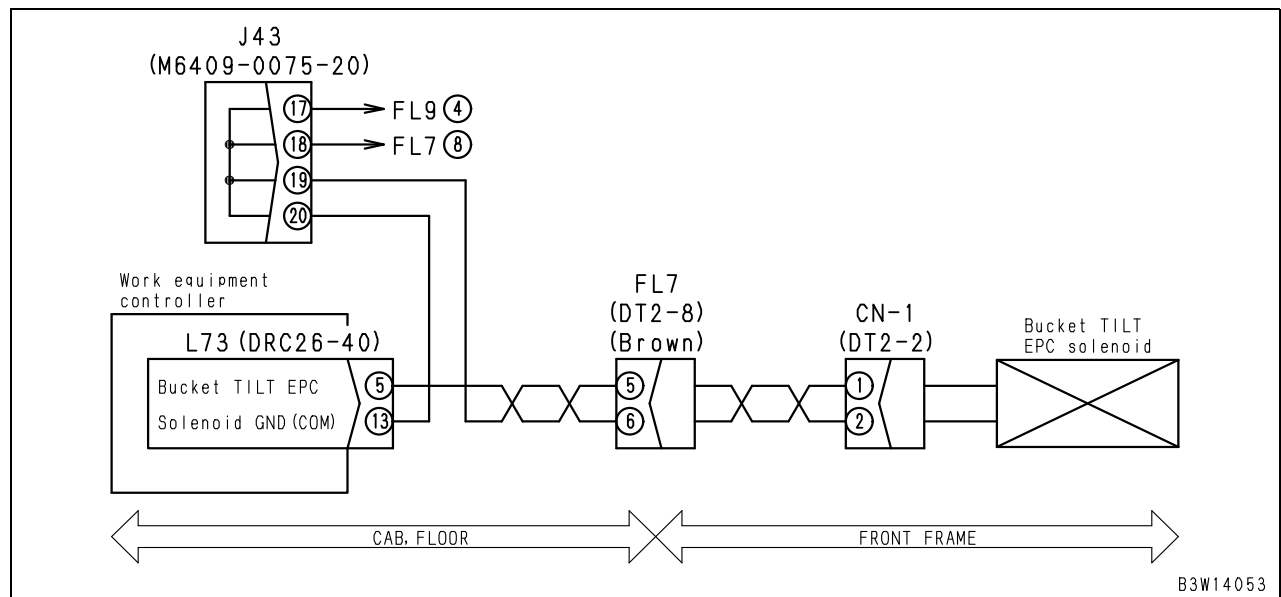 J43
(M6409-0075-20)
17 FL9 4
18 FL7 8
19
20
Work equipment
controller
L73 (DRC26-40)
Bucket TILT EPC 5
Solenoid GND (COM) 13
FL7
(DT2-8)
(Brown)
5
6
CN-1
(DT2-2)
1
2
Bucket TILT
EPC solenoid
CAB, FLOOR
FRONT FRAME
B3W14053